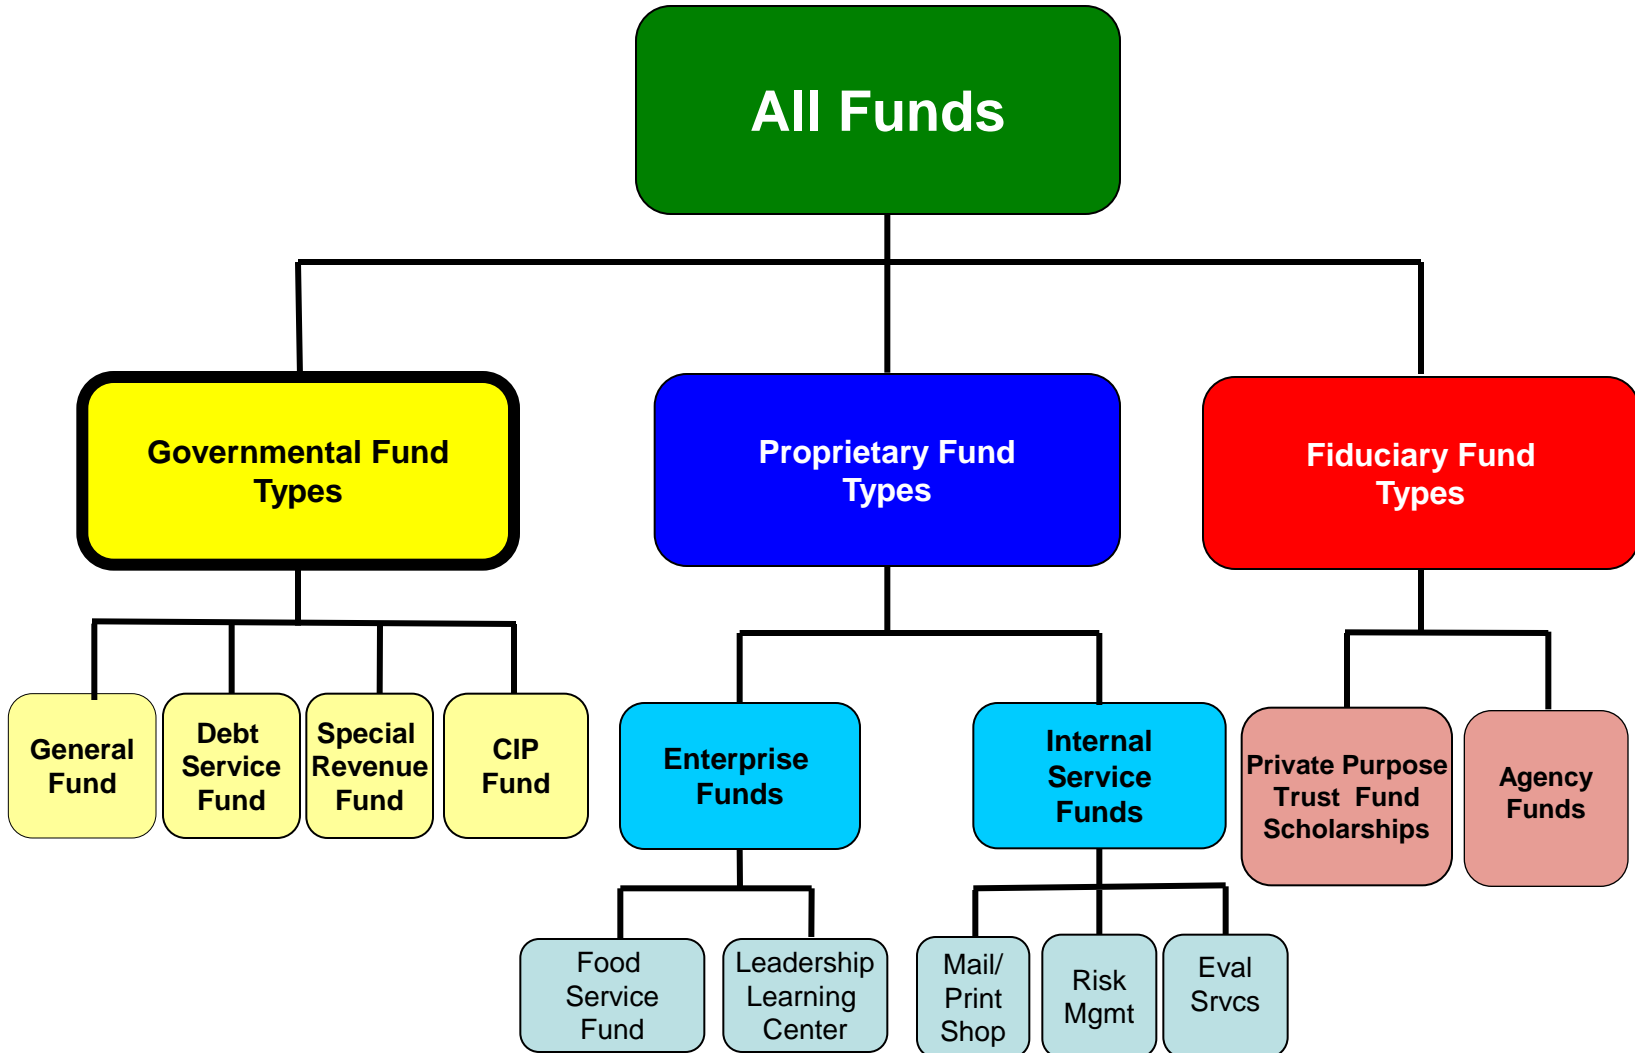 All Funds
Governmental Fund
Types
Proprietary Fund
Types
Fiduciary Fund
Types
General
Fund
Debt
Service
Fund
Special
Revenue
Fund
CIP
Fund
Enterprise
Funds
Internal
Service
Funds
Private Purpose
Trust Fund
Scholarships
Agency
Funds
Food
Service
Fund
Leadership
Learning
Center
Mail/
Print
Shop
Risk
Mgmt
Eval
Srvcs